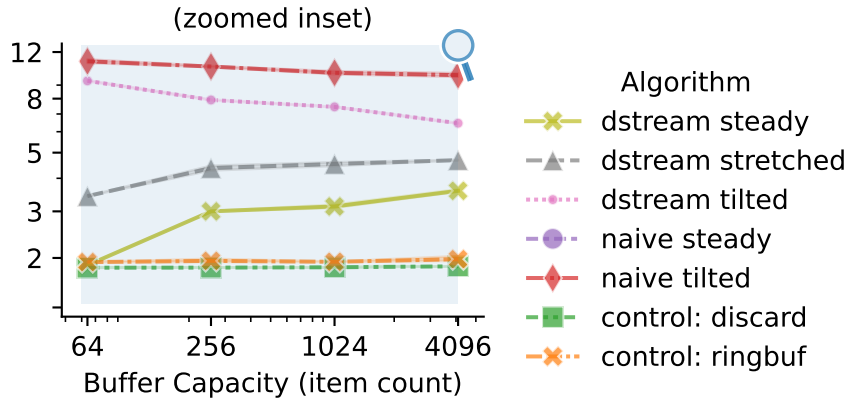 (zoomed inset)
12
8
5
3
2
64 256 1024 4096
Buffer Capacity (item count)
Algorithm
dstream steady
dstream stretched
dstream tilted
naive steady
naive tilted
control: discard
control: ringbuf